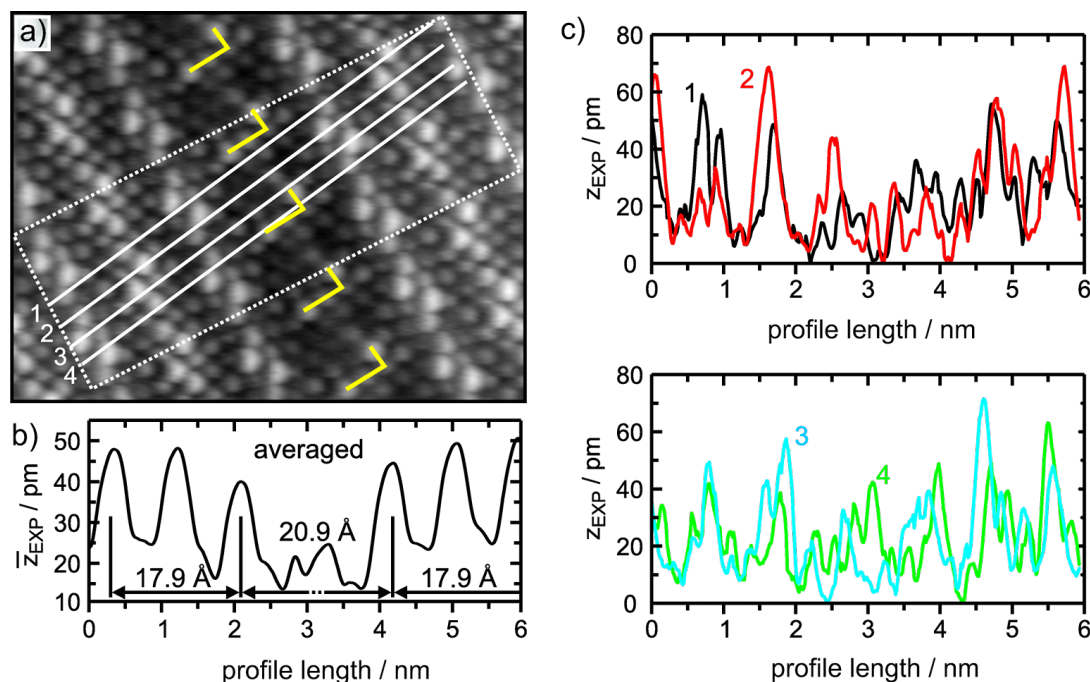 a)
1
2
3
4
b)
averaged
z̅EXP / pm
50
40
35
25
20
15
10
20.9 Å
17.9 Å
...
17.9 Å
0 1 2 3 4 5 6
profile length / nm
c)
zEXP / pm
80
60
40
20
0
1
2
0 1 2 3 4 5 6
profile length / nm
zEXP / pm
80
60
40
20
0
3
4
0 1 2 3 4 5 6
profile length / nm